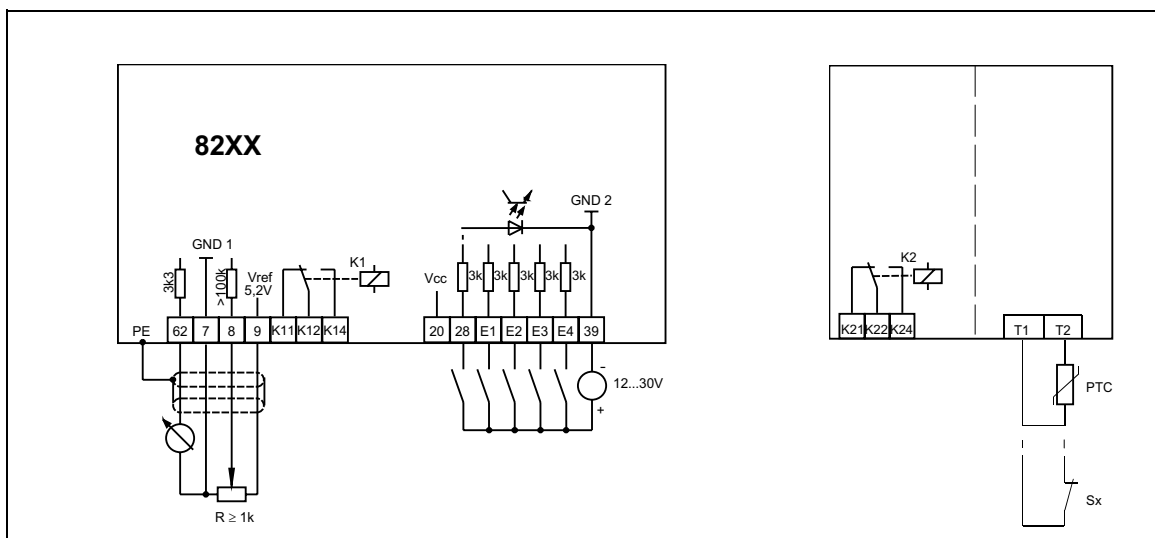 82XX
GND 1
3k3
>100k
Vref
5,2V
K1
PE
62 7 8 9 K11 K12 K14
R ≥ 1k
GND 2
Vcc
3k 3k 3k 3k 3k
20 28 E1 E2 E3 E4 39
-
12...30V
+
K2
K21 K22 K24
T1 T2
PTC
Sx